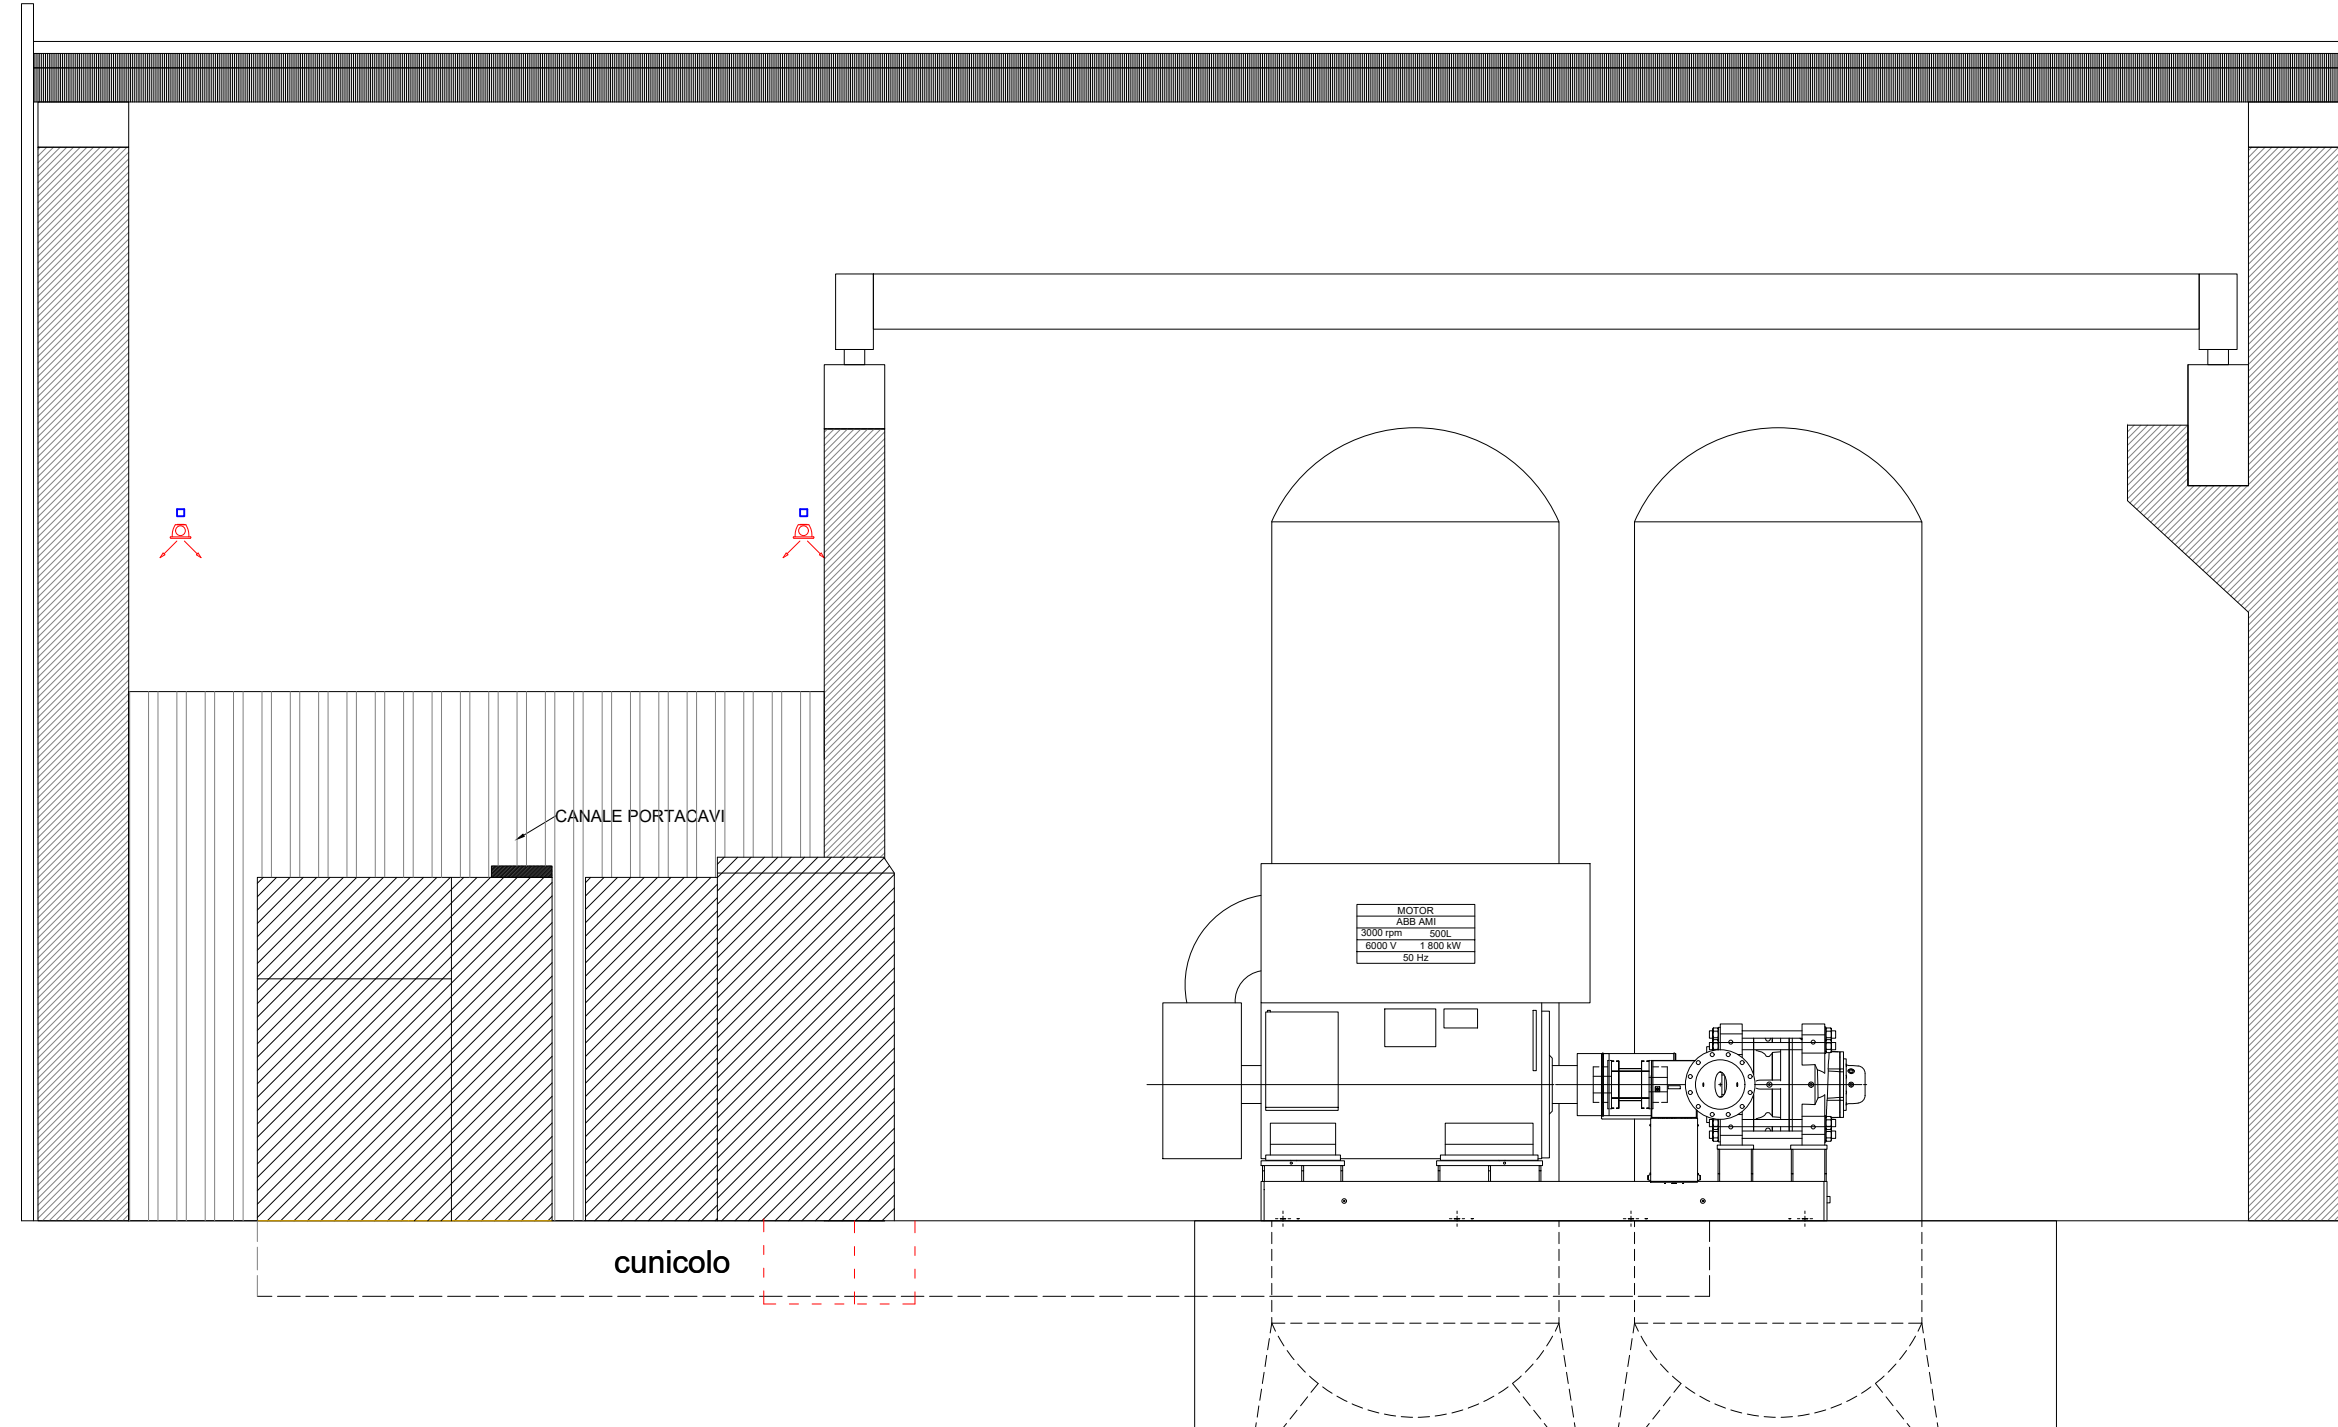 CANALE PORTACAVI
MOTOR
ABB AMI
3000 rpm 500L
6000 V 1 800 kW
50 Hz
cunicolo